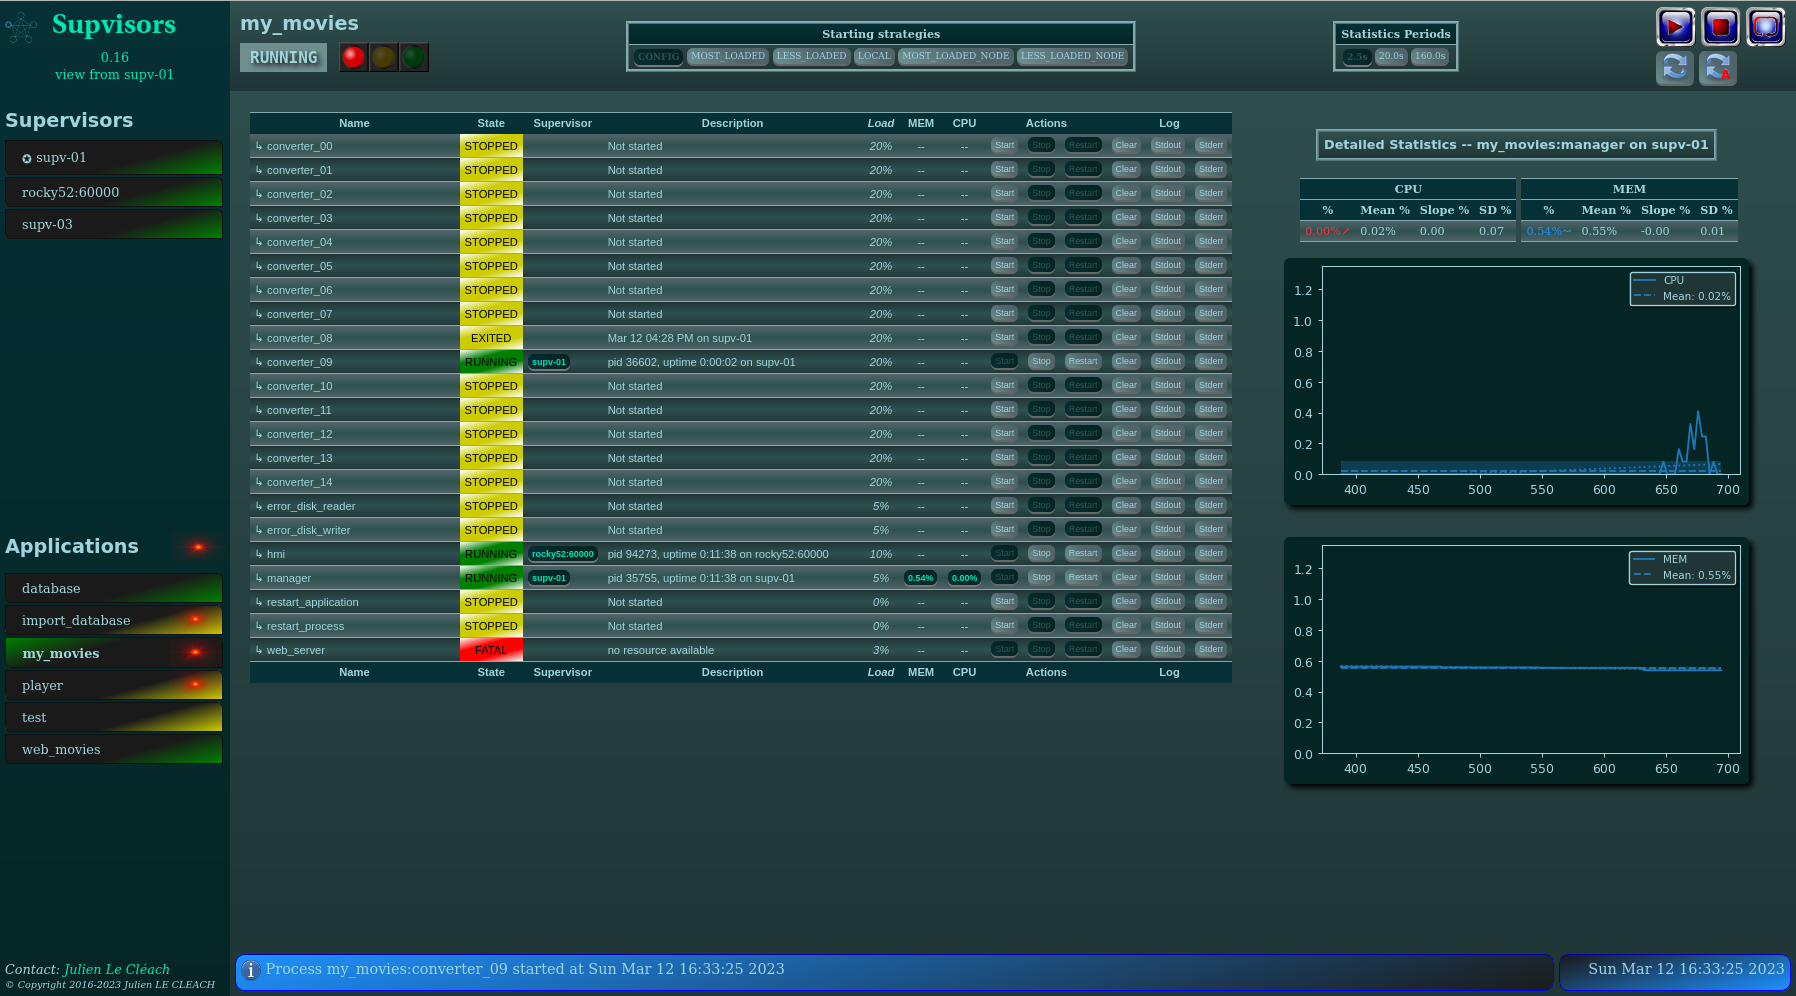 Supvisors
0.16
view from supv-01
Supervisors
✪ supv-01
rocky52:60000
supv-03
Applications
database
import_database
my_movies
player
test
web_movies
Contact: Julien Le Cléach
© Copyright 2016-2023 Julien LE CLEACH
my_movies
RUNNING
Starting strategies
CONFIG MOST_LOADED LESS_LOADED LOCAL MOST_LOADED_NODE LESS_LOADED_NODE
Statistics Periods
2.5s 20.0s 160.0s
A
Name State Supervisor Description Load MEM CPU Actions Log
↳ converter_00 STOPPED Not started 20% -- -- Start Stop Restart Clear Stdout Stderr
↳ converter_01 STOPPED Not started 20% -- -- Start Stop Restart Clear Stdout Stderr
↳ converter_02 STOPPED Not started 20% -- -- Start Stop Restart Clear Stdout Stderr
↳ converter_03 STOPPED Not started 20% -- -- Start Stop Restart Clear Stdout Stderr
↳ converter_04 STOPPED Not started 20% -- -- Start Stop Restart Clear Stdout Stderr
↳ converter_05 STOPPED Not started 20% -- -- Start Stop Restart Clear Stdout Stderr
↳ converter_06 STOPPED Not started 20% -- -- Start Stop Restart Clear Stdout Stderr
↳ converter_07 STOPPED Not started 20% -- -- Start Stop Restart Clear Stdout Stderr
↳ converter_08 EXITED Mar 12 04:28 PM on supv-01 20% -- -- Start Stop Restart Clear Stdout Stderr
↳ converter_09 RUNNING supv-01 pid 36602, uptime 0:00:02 on supv-01 20% -- -- Start Stop Restart Clear Stdout Stderr
↳ converter_10 STOPPED Not started 20% -- -- Start Stop Restart Clear Stdout Stderr
↳ converter_11 STOPPED Not started 20% -- -- Start Stop Restart Clear Stdout Stderr
↳ converter_12 STOPPED Not started 20% -- -- Start Stop Restart Clear Stdout Stderr
↳ converter_13 STOPPED Not started 20% -- -- Start Stop Restart Clear Stdout Stderr
↳ converter_14 STOPPED Not started 20% -- -- Start Stop Restart Clear Stdout Stderr
↳ error_disk_reader STOPPED Not started 5% -- -- Start Stop Restart Clear Stdout Stderr
↳ error_disk_writer STOPPED Not started 5% -- -- Start Stop Restart Clear Stdout Stderr
↳ hmi RUNNING rocky52:60000 pid 94273, uptime 0:11:38 on rocky52:60000 10% -- -- Start Stop Restart Clear Stdout Stderr
↳ manager RUNNING supv-01 pid 35755, uptime 0:11:38 on supv-01 5% 0.54% 0.00% Start Stop Restart Clear Stdout Stderr
↳ restart_application STOPPED Not started 0% -- -- Start Stop Restart Clear Stdout Stderr
↳ restart_process STOPPED Not started 0% -- -- Start Stop Restart Clear Stdout Stderr
↳ web_server FATAL no resource available 3% -- -- Start Stop Restart Clear Stdout Stderr
Name State Supervisor Description Load MEM CPU Actions Log
Detailed Statistics -- my_movies:manager on supv-01
CPU MEM
% Mean % Slope % SD % % Mean % Slope % SD %
0.00%↗ 0.02% 0.00 0.07 0.54%~ 0.55% -0.00 0.01
CPU
Mean: 0.02%
1.2
1.0
0.8
0.6
0.4
0.2
0.0
400 450 500 550 600 650 700
MEM
Mean: 0.55%
1.2
1.0
0.8
0.6
0.4
0.2
0.0
400 450 500 550 600 650 700
i Process my_movies:converter_09 started at Sun Mar 12 16:33:25 2023
Sun Mar 12 16:33:25 2023